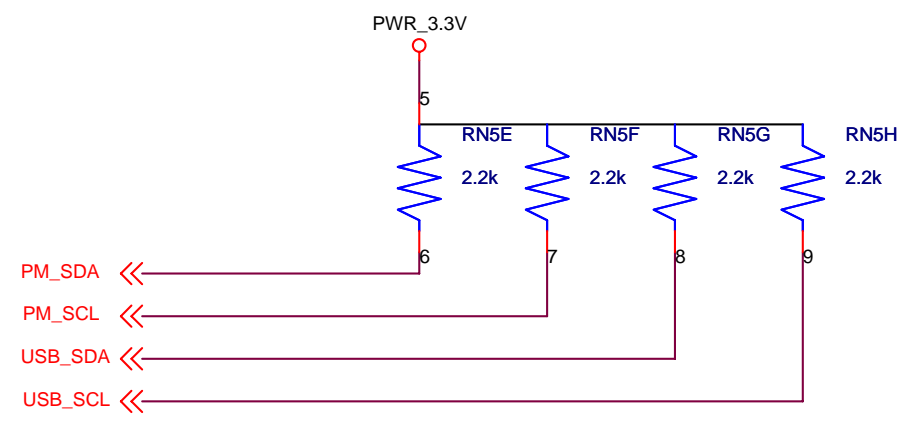 PWR_3.3V
5
RN5E RN5F RN5G RN5H
2.2k 2.2k 2.2k 2.2k
6 7 8 9
PM_SDA
PM_SCL
USB_SDA
USB_SCL